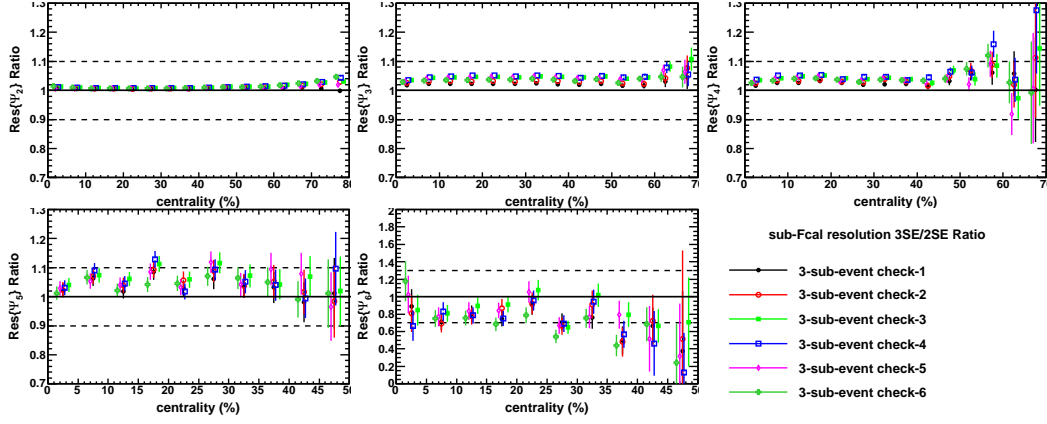 Res{Ψ2} Ratio
1.3
1.2
1.1
1
0.9
0.8
0.7
0 10 20 30 40 50 60 70 80
centrality (%)
Res{Ψ3} Ratio
1.3
1.2
1.1
1
0.9
0.8
0.7
0 10 20 30 40 50 60 70
centrality (%)
Res{Ψ4} Ratio
1.3
1.2
1.1
1
0.9
0.8
0.7
0 10 20 30 40 50 60 70
centrality (%)
Res{Ψ5} Ratio
1.3
1.2
1.1
1
0.9
0.8
0.7
0 5 10 15 20 25 30 35 40 45 50
centrality (%)
Res{Ψ6} Ratio
2
1.8
1.6
1.4
1.2
1
0.8
0.6
0.4
0.2
0
0 5 10 15 20 25 30 35 40 45 50
centrality (%)
sub-Fcal resolution 3SE/2SE Ratio
3-sub-event check-1
3-sub-event check-2
3-sub-event check-3
3-sub-event check-4
3-sub-event check-5
3-sub-event check-6